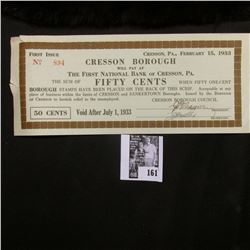 FIRST ISSUE
CRESSON, PA., FEBRUARY 15, 1933
No 894
CRESSON BOROUGH
WILL PAY AT
THE FIRST NATIONAL BANK OF CRESSON, PA.
THE SUM OF FIFTY CENTS WHEN FIFTY ONE-CENT
BOROUGH STAMPS HAVE BEEN PLACED ON THE BACK OF THIS SCRIP. Acceptable at any
place of business within the limits of CRESSON and SANKERTOWN Boroughs. Issued by the BOROUGH
OF CRESSON to furnish relief to the unemployed.
CRESSON BOROUGH COUNCIL
50 CENTS
Void After July 1, 1933
161